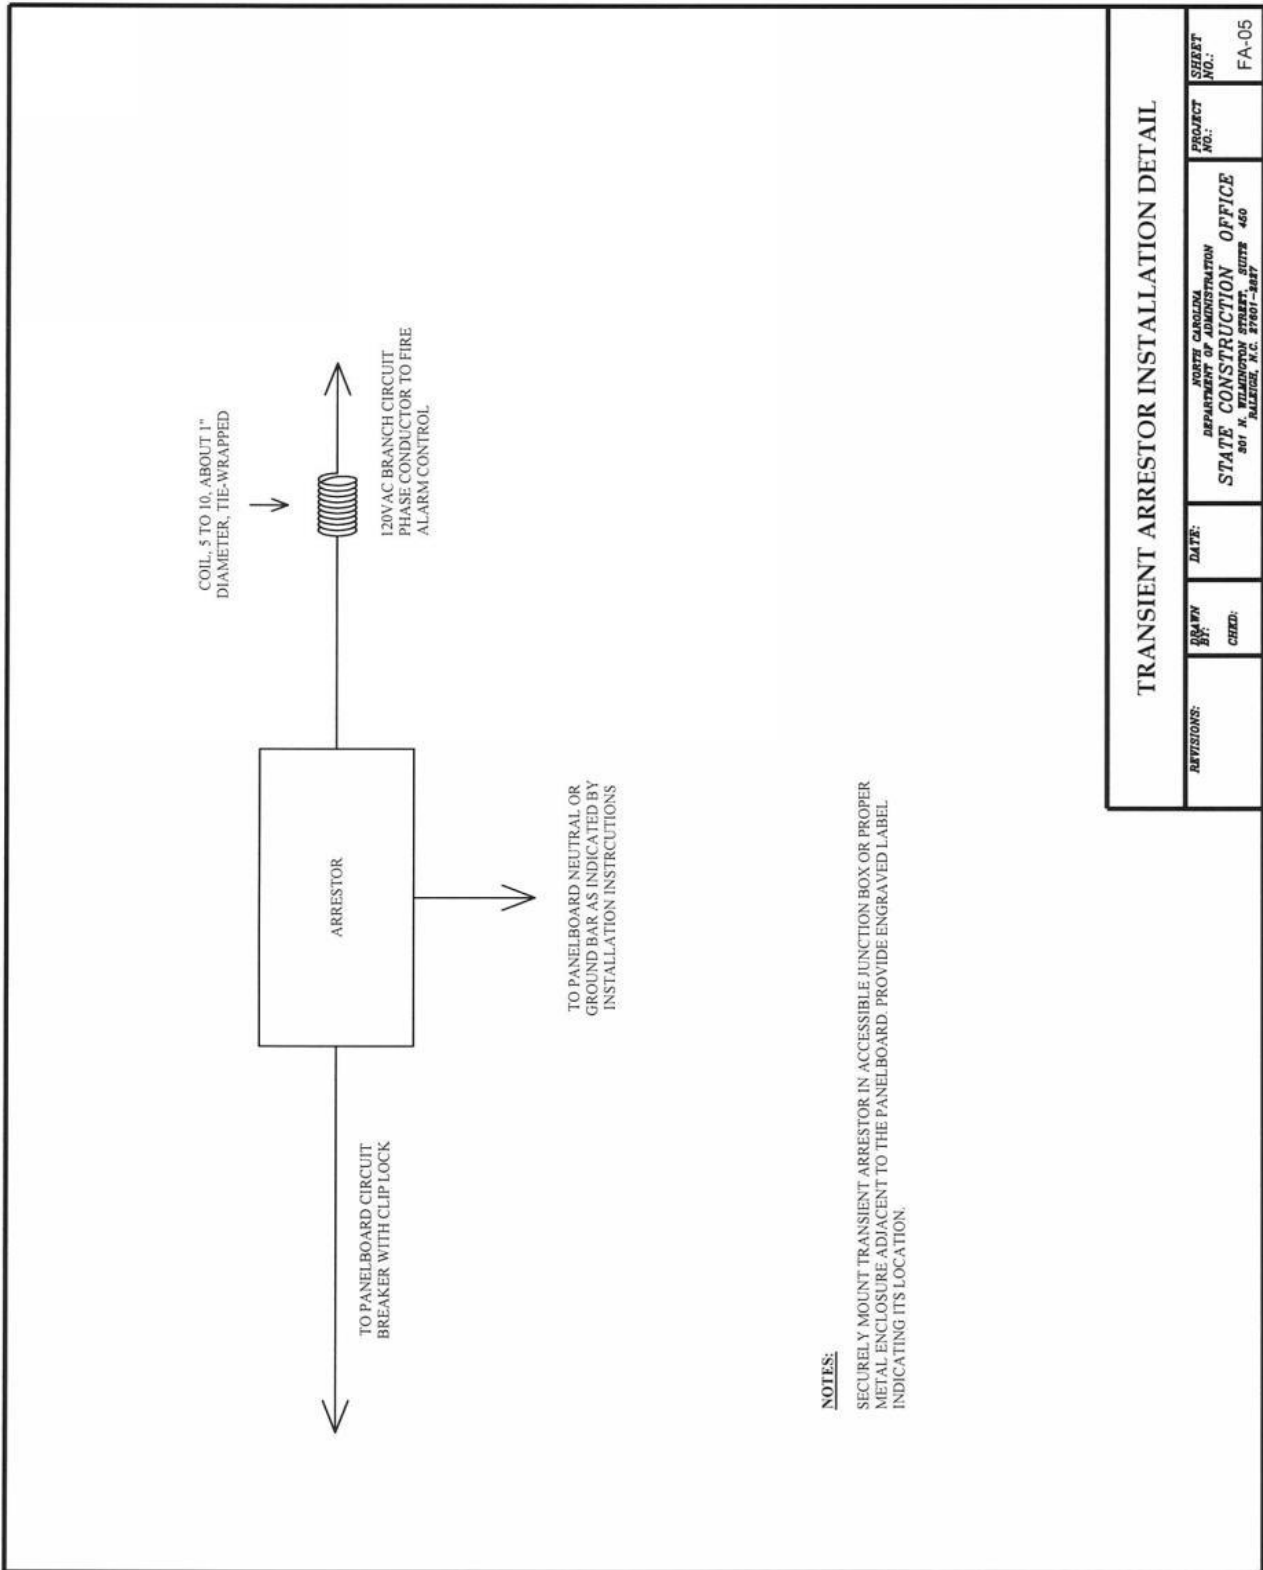 COIL, 5 TO 10, ABOUT 1"
DIAMETER, TIE-WRAPPED
120VAC BRANCH CIRCUIT
PHASE CONDUCTOR TO FIRE
ALARM CONTROL
ARRESTOR
TO PANELBOARD CIRCUIT
BREAKER WITH CLIP LOCK
TO PANELBOARD NEUTRAL OR
GROUND BAR AS INDICATED BY
INSTALLATION INSTRCUTIONS
NOTES:
SECURELY MOUNT TRANSIENT ARRESTOR IN ACCESSIBLE JUNCTION BOX OR PROPER
METAL ENCLOSURE ADJACENT TO THE PANELBOARD. PROVIDE ENGRAVED LABEL
INDICATING ITS LOCATION.
TRANSIENT ARRESTOR INSTALLATION DETAIL
REVISIONS:
DRAWN
BY:
CHKD:
DATE:
NORTH CAROLINA
DEPARTMENT OF ADMINISTRATION
STATE CONSTRUCTION OFFICE
301 N. WILMINGTON STREET, SUITE 450
RALEIGH, N.C. 27601-2827
PROJECT
NO.:
SHEET
NO.:
FA-05